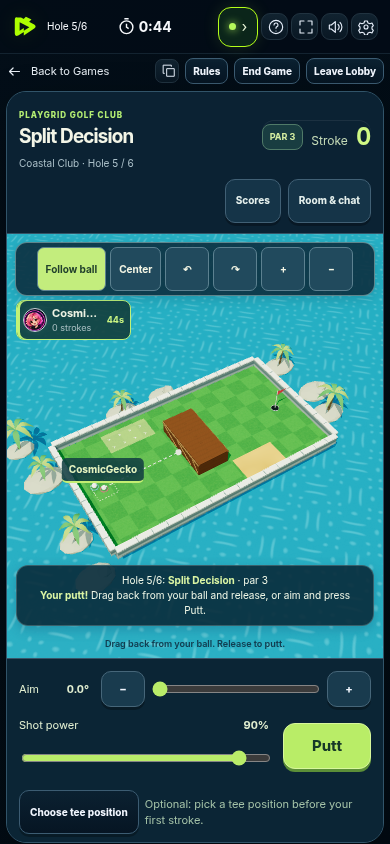 Hole 5/6
0:44
›
Back to Games
Rules
End Game
Leave Lobby
PLAYGRID GOLF CLUB
Split Decision
PAR 3
Stroke 0
Coastal Club · Hole 5 / 6
Scores
Room & chat
Follow ball
Center
↶
↷
+
−
Cosmi...
0 strokes
44s
CosmicGecko
Hole 5/6: Split Decision · par 3
Your putt! Drag back from your ball and release, or aim and press
Putt.
Drag back from your ball. Release to putt.
Aim
0.0°
−
+
Shot power
90%
Putt
Choose tee position
Optional: pick a tee position before your
first stroke.